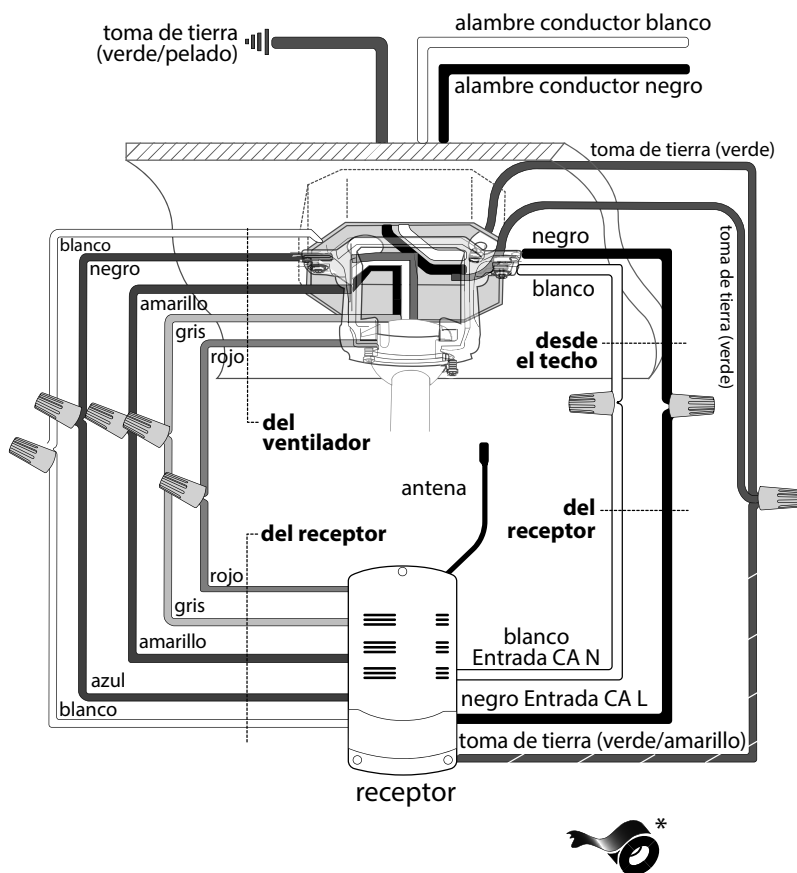 toma de tierra
(verde/pelado)
alambre conductor blanco
alambre conductor negro
toma de tierra (verde)
toma de tierra (verde)
blanco
negro
amarillo
gris
rojo
negro
blanco
desde
el techo
del
ventilador
antena
del receptor
del
receptor
rojo
gris
amarillo
azul
blanco
blanco
Entrada CA N
negro Entrada CA L
toma de tierra (verde/amarillo)
receptor
*